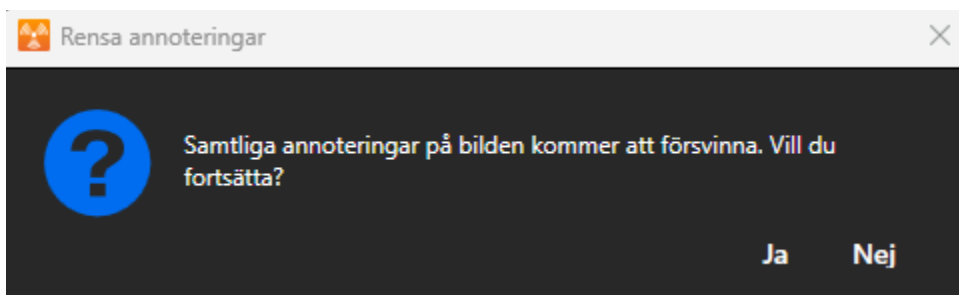 Rensa annoteringar
Samtliga annoteringar på bilden kommer att försvinna. Vill du
fortsätta?
Ja Nej